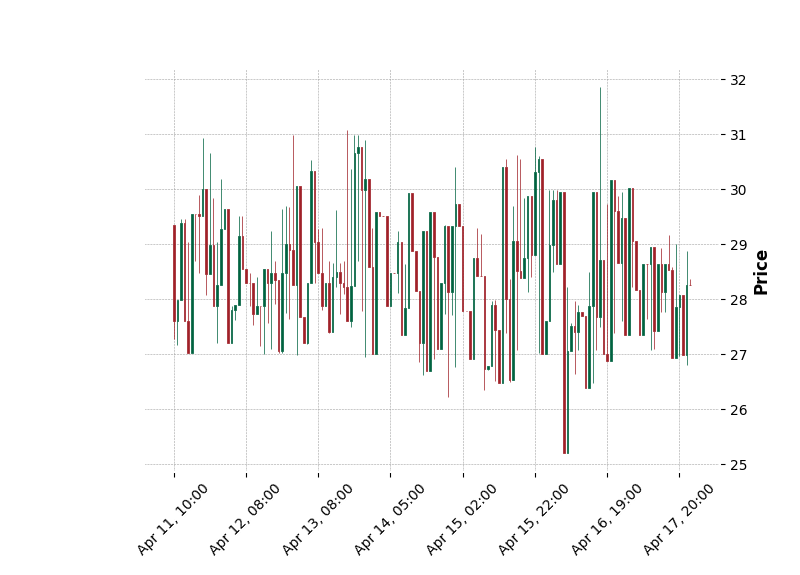 32
31
30
29
28
27
26
25
Price
Apr 11, 10:00
Apr 12, 08:00
Apr 13, 08:00
Apr 14, 05:00
Apr 15, 02:00
Apr 15, 22:00
Apr 16, 19:00
Apr 17, 20:00